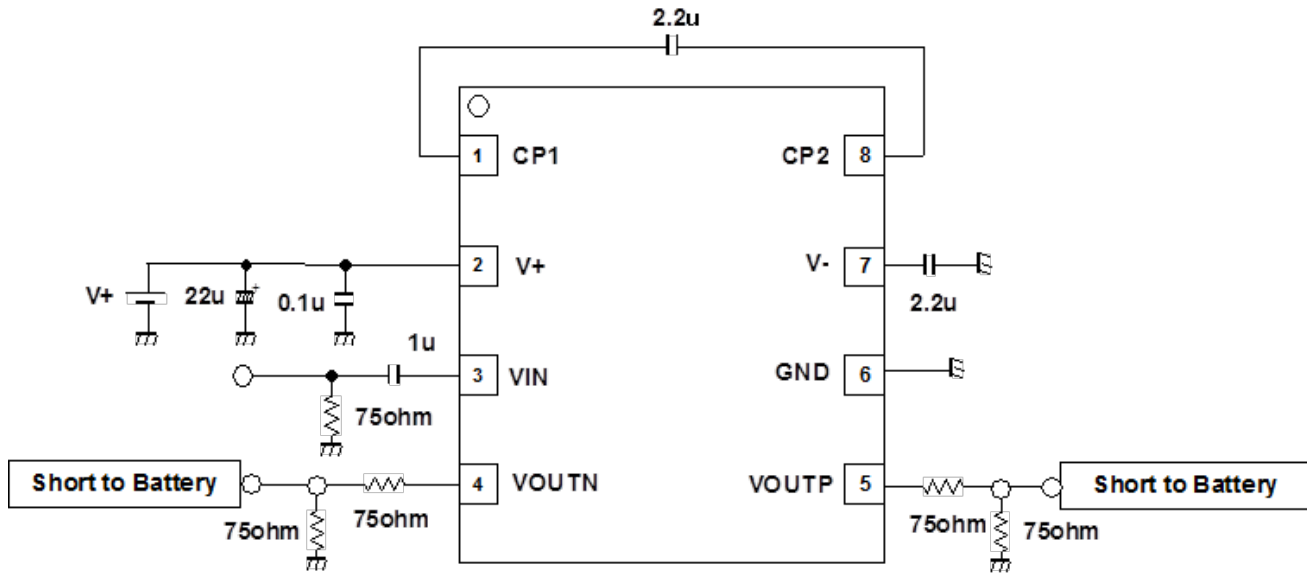 2.2u
1 CP1
CP2 8
2 V+
V- 7
V+
22u
+
0.1u
2.2u
1u
3 VIN
GND 6
75ohm
Short to Battery
4 VOUTN
VOUTP 5
Short to Battery
75ohm
75ohm
75ohm
75ohm